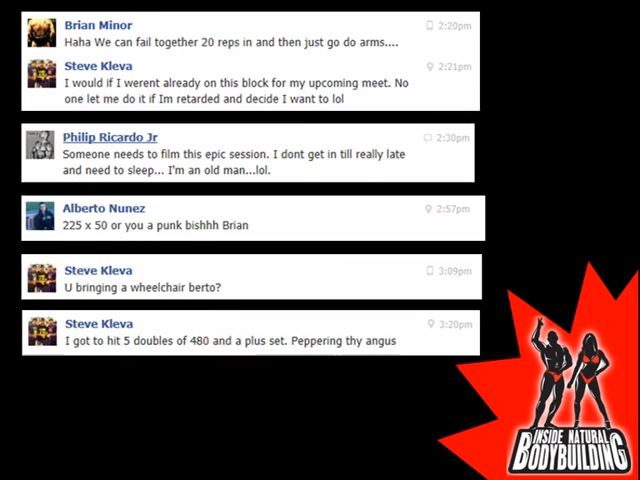 Brian Minor 2:20pm
Haha We can fail together 20 reps in and then just go do arms....
Steve Kleva 2:21pm
I would if I werent already on this block for my upcoming meet. No
one let me do it if Im retarded and decide I want to lol
Philip Ricardo Jr 2:30pm
Someone needs to film this epic session. I dont get in till really late
and need to sleep... I'm an old man...lol.
Alberto Nunez 2:57pm
225 x 50 or you a punk bishhh Brian
Steve Kleva 3:09pm
U bringing a wheelchair berto?
Steve Kleva 3:20pm
I got to hit 5 doubles of 480 and a plus set. Peppering thy angus
INSIDE NATURAL
BODYBUILDING